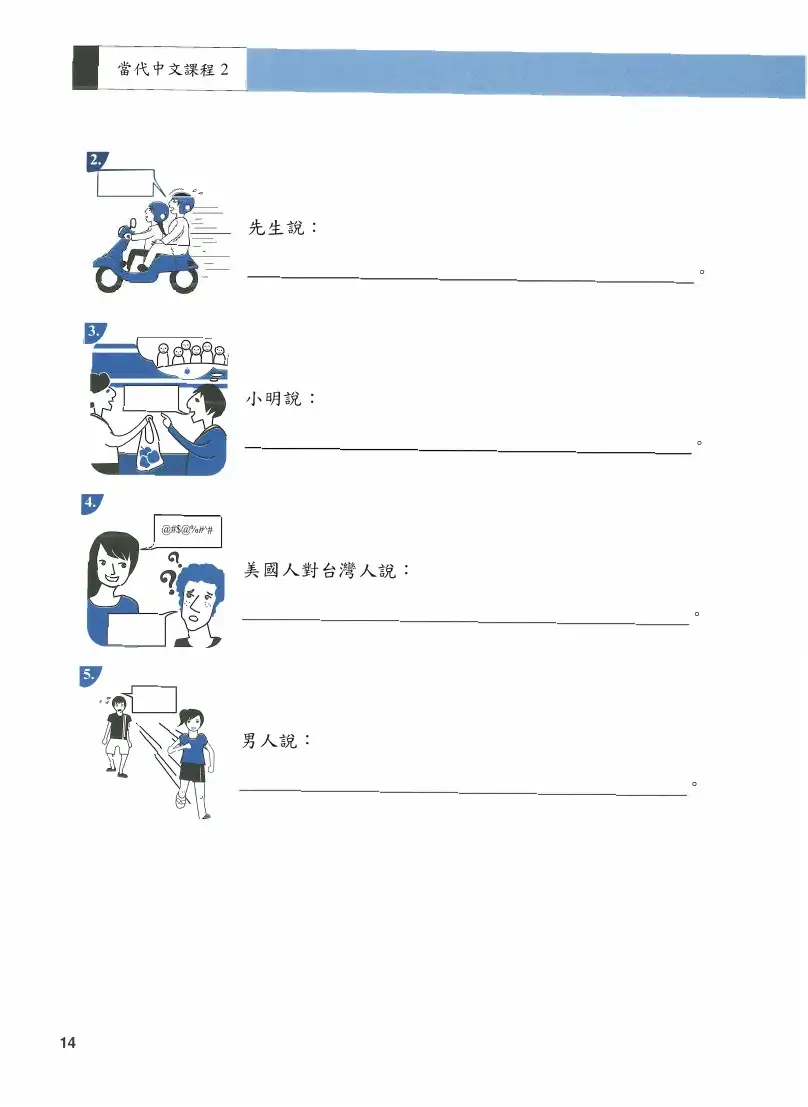 當代中文課程 2
2.
先生說：
。
3.
小明說：
。
4.
@#$@%#^#
? ?
美國人對台灣人說：
。
5.
男人說：
。
14